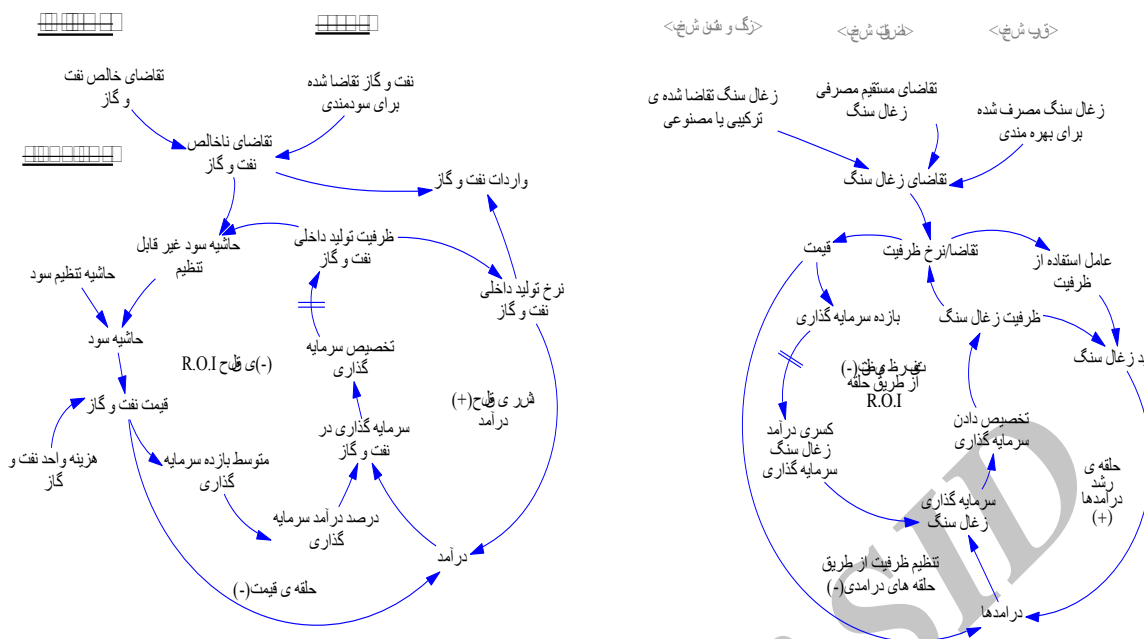 تقاضای خالص نفت
و گاز
نفت و گاز تقاضا شده
برای سودمندی
تقاضای ناخالص
نفت و گاز
واردات نفت و گاز
حاشیه سود غیر قابل
تنظیم
ظرفیت تولید داخلی
نفت و گاز
حاشیه تنظیم سود
نرخ تولید داخلی
نفت و گاز
حاشیه سود
تخصیص سرمایه
گذاری
R.O.I
(-)
قیمت نفت و گاز
(+)
درآمد
سرمایه گذاری در
نفت و گاز
هزینه واحد نفت و
گاز
متوسط بازده سرمایه
گذاری
درصد درآمد سرمایه
گذاری
درآمد
حلقه ی قیمت(-)
زغال سنگ تقاضا شده ی
ترکیبی یا مصنوعی
تقاضای مستقیم مصرفی
زغال سنگ
زغال سنگ مصرف شده
برای بهره مندی
تقاضای زغال سنگ
قیمت
تقاضا/نرخ ظرفیت
عامل استفاده از
ظرفیت
بازده سرمایه گذاری
ظرفیت زغال سنگ
د زغال سنگ
(-)
از طریق حلقه
R.O.I
کسری درآمد
زغال سنگ
سرمایه گذاری
تخصیص دادن
سرمایه گذاری
حلقه ی
رشد
درآمدها
(+)
سرمایه گذاری
زغال سنگ
تنظیم ظرفیت از طریق
حلقه های درامدی(-)
درامدها
SID